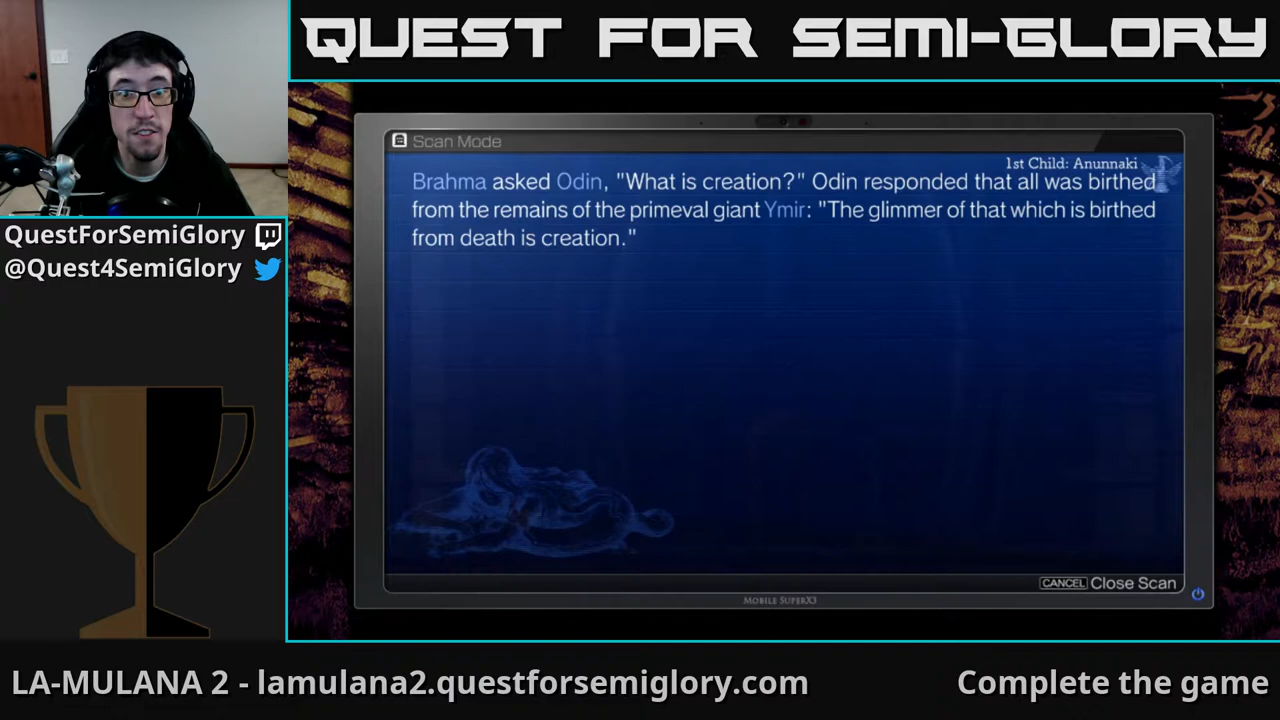 QUEST FOR SEMI-GLORY
Scan Mode
1st Child: Anunnaki
Brahma asked Odin, "What is creation?" Odin responded that all was birthed
from the remains of the primeval giant Ymir: "The glimmer of that which is birthed
from death is creation."
QuestForSemiGlory
@Quest4SemiGlory
CANCEL Close Scan
MOBILE SUPERX3
LA-MULANA 2 - lamulana2.questforsemiglory.com
Complete the game